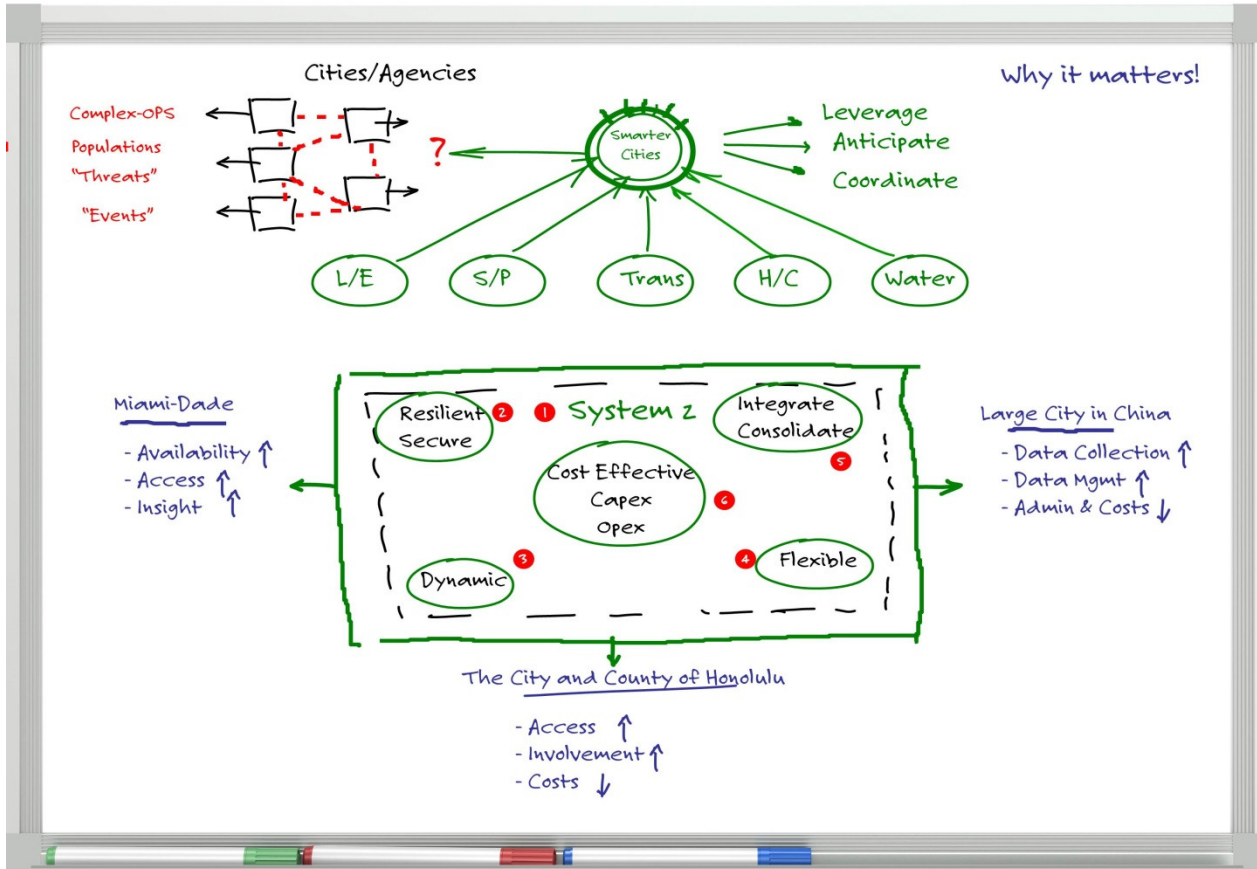 Cities/Agencies
Why it matters!
Complex-OPS
Populations
"Threats"
"Events"
?
Smarter
Cities
Leverage
Anticipate
Coordinate
L/E
S/P
Trans
H/C
Water
Miami-Dade
- Availability ↑
- Access ↑
- Insight ↑
Resilient
Secure
2
1
System z
Integrate
Consolidate
5
Cost Effective
Capex
Opex
6
3
Dynamic
4
Flexible
Large City in China
- Data Collection ↑
- Data Mgmt ↑
- Admin & Costs ↓
The City and County of Honolulu
- Access ↑
- Involvement ↑
- Costs ↓